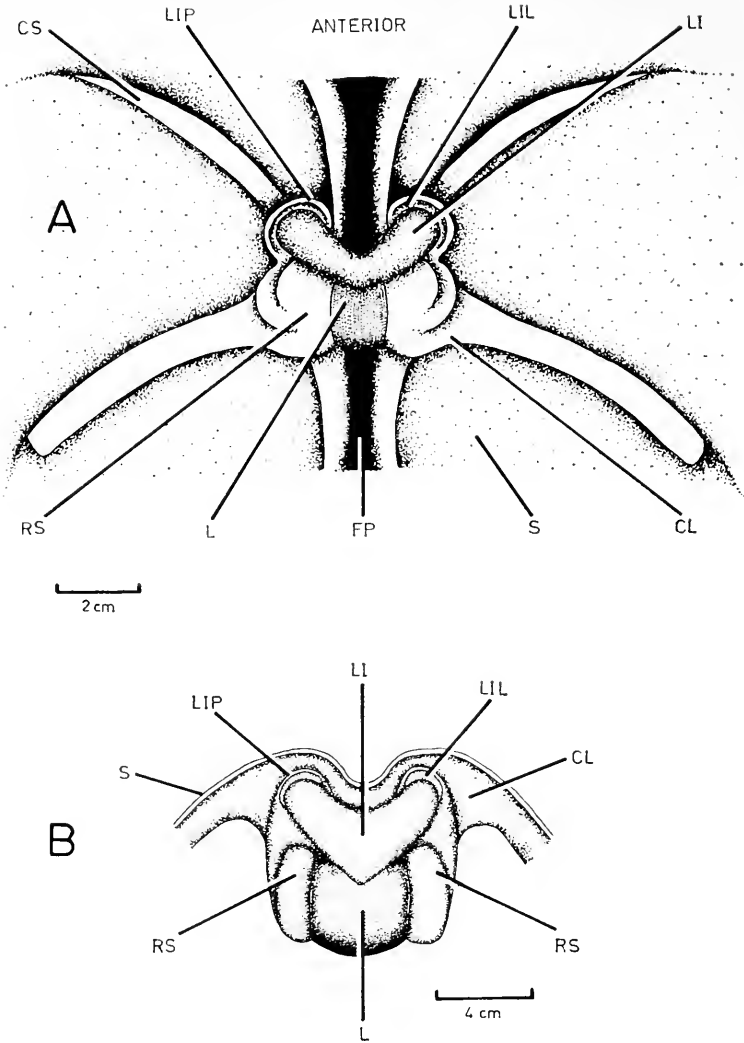 CS LIP ANTERIOR LIL LI
A
RS L FP S CL
2 cm
LI
LIP LIL
S CL
B
RS RS
4 cm
L